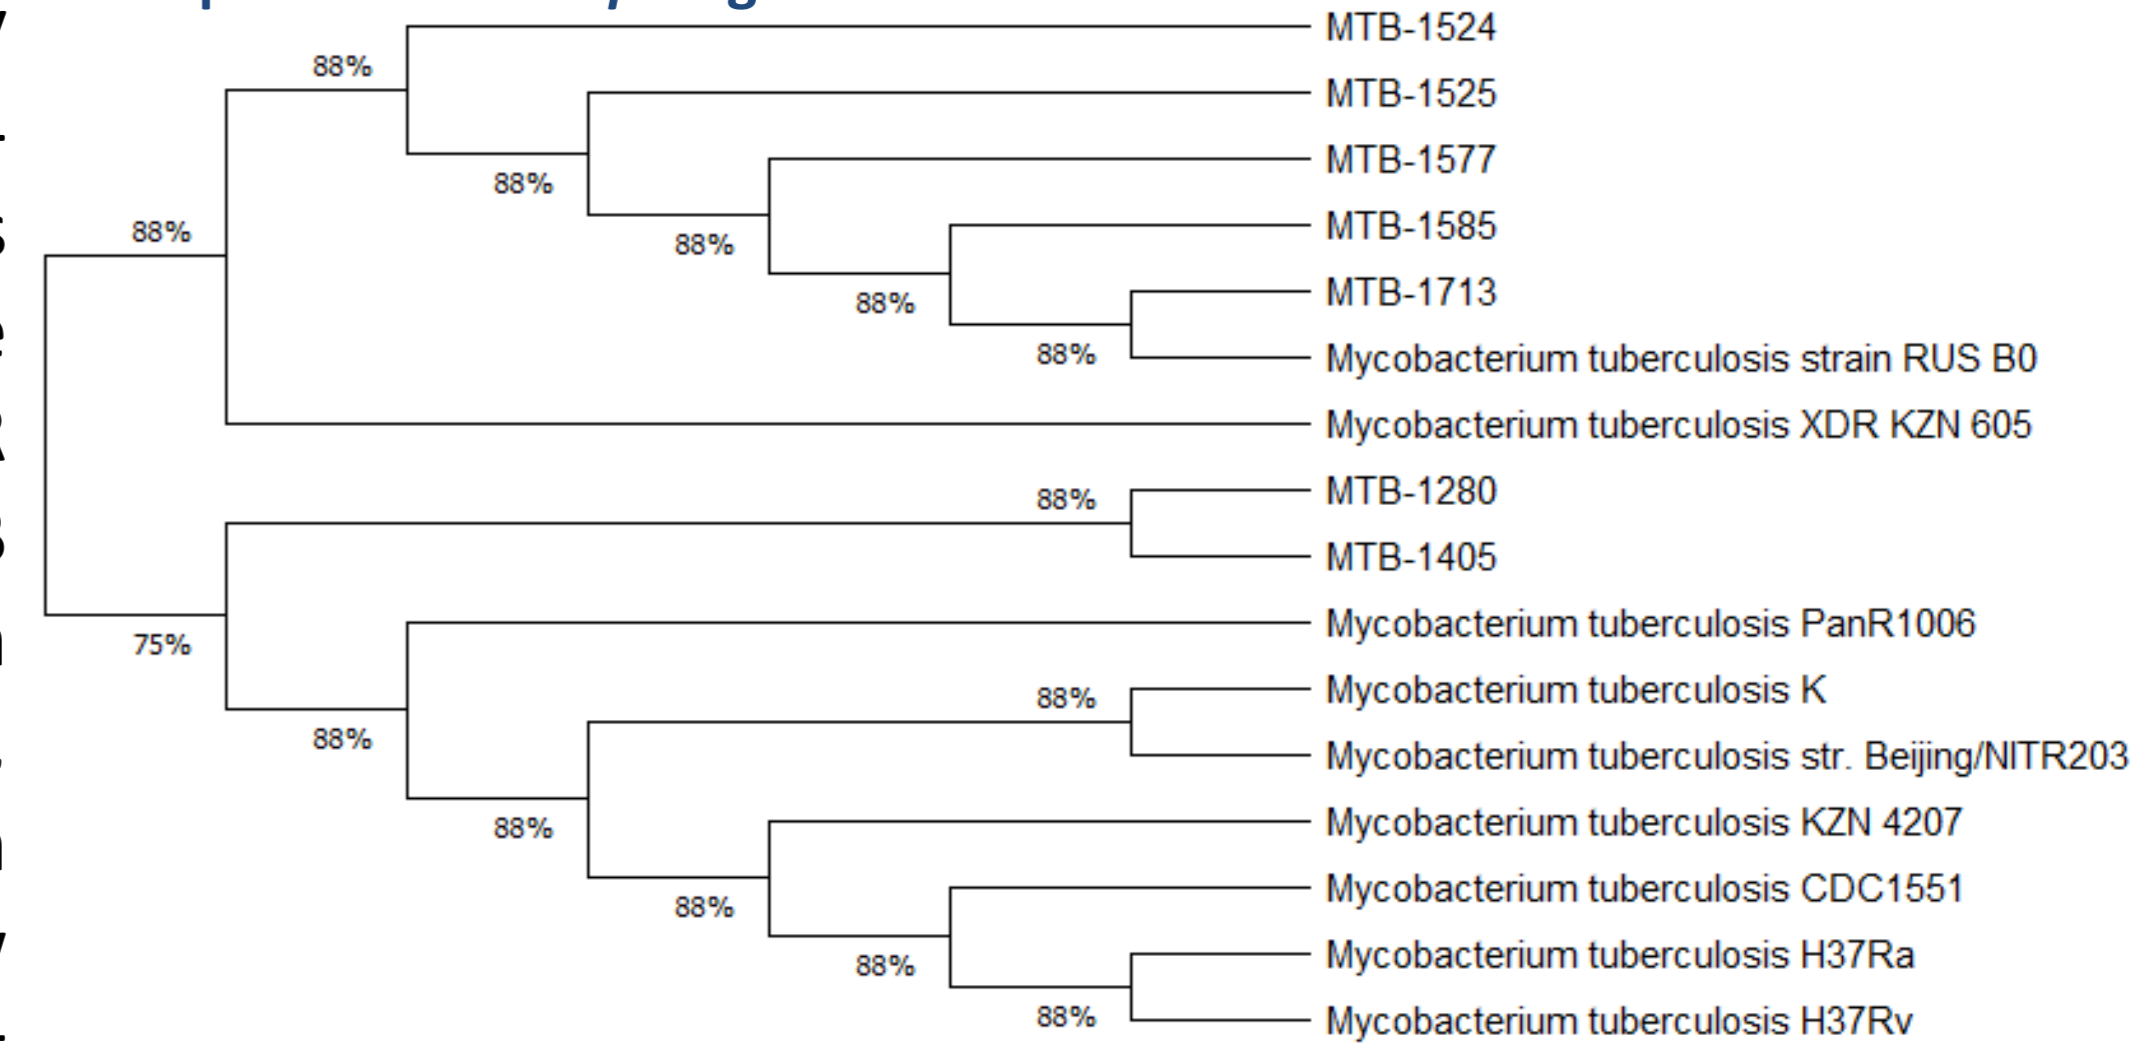 MTB-1524
88%
MTB-1525
MTB-1577
88%
MTB-1585
88%
88%
MTB-1713
88%
88%
Mycobacterium tuberculosis strain RUS B0
Mycobacterium tuberculosis XDR KZN 605
88%
MTB-1280
MTB-1405
Mycobacterium tuberculosis PanR1006
75%
88%
Mycobacterium tuberculosis K
88%
Mycobacterium tuberculosis str. Beijing/NITR203
88%
Mycobacterium tuberculosis KZN 4207
88%
Mycobacterium tuberculosis CDC1551
88%
Mycobacterium tuberculosis H37Ra
88%
Mycobacterium tuberculosis H37Rv